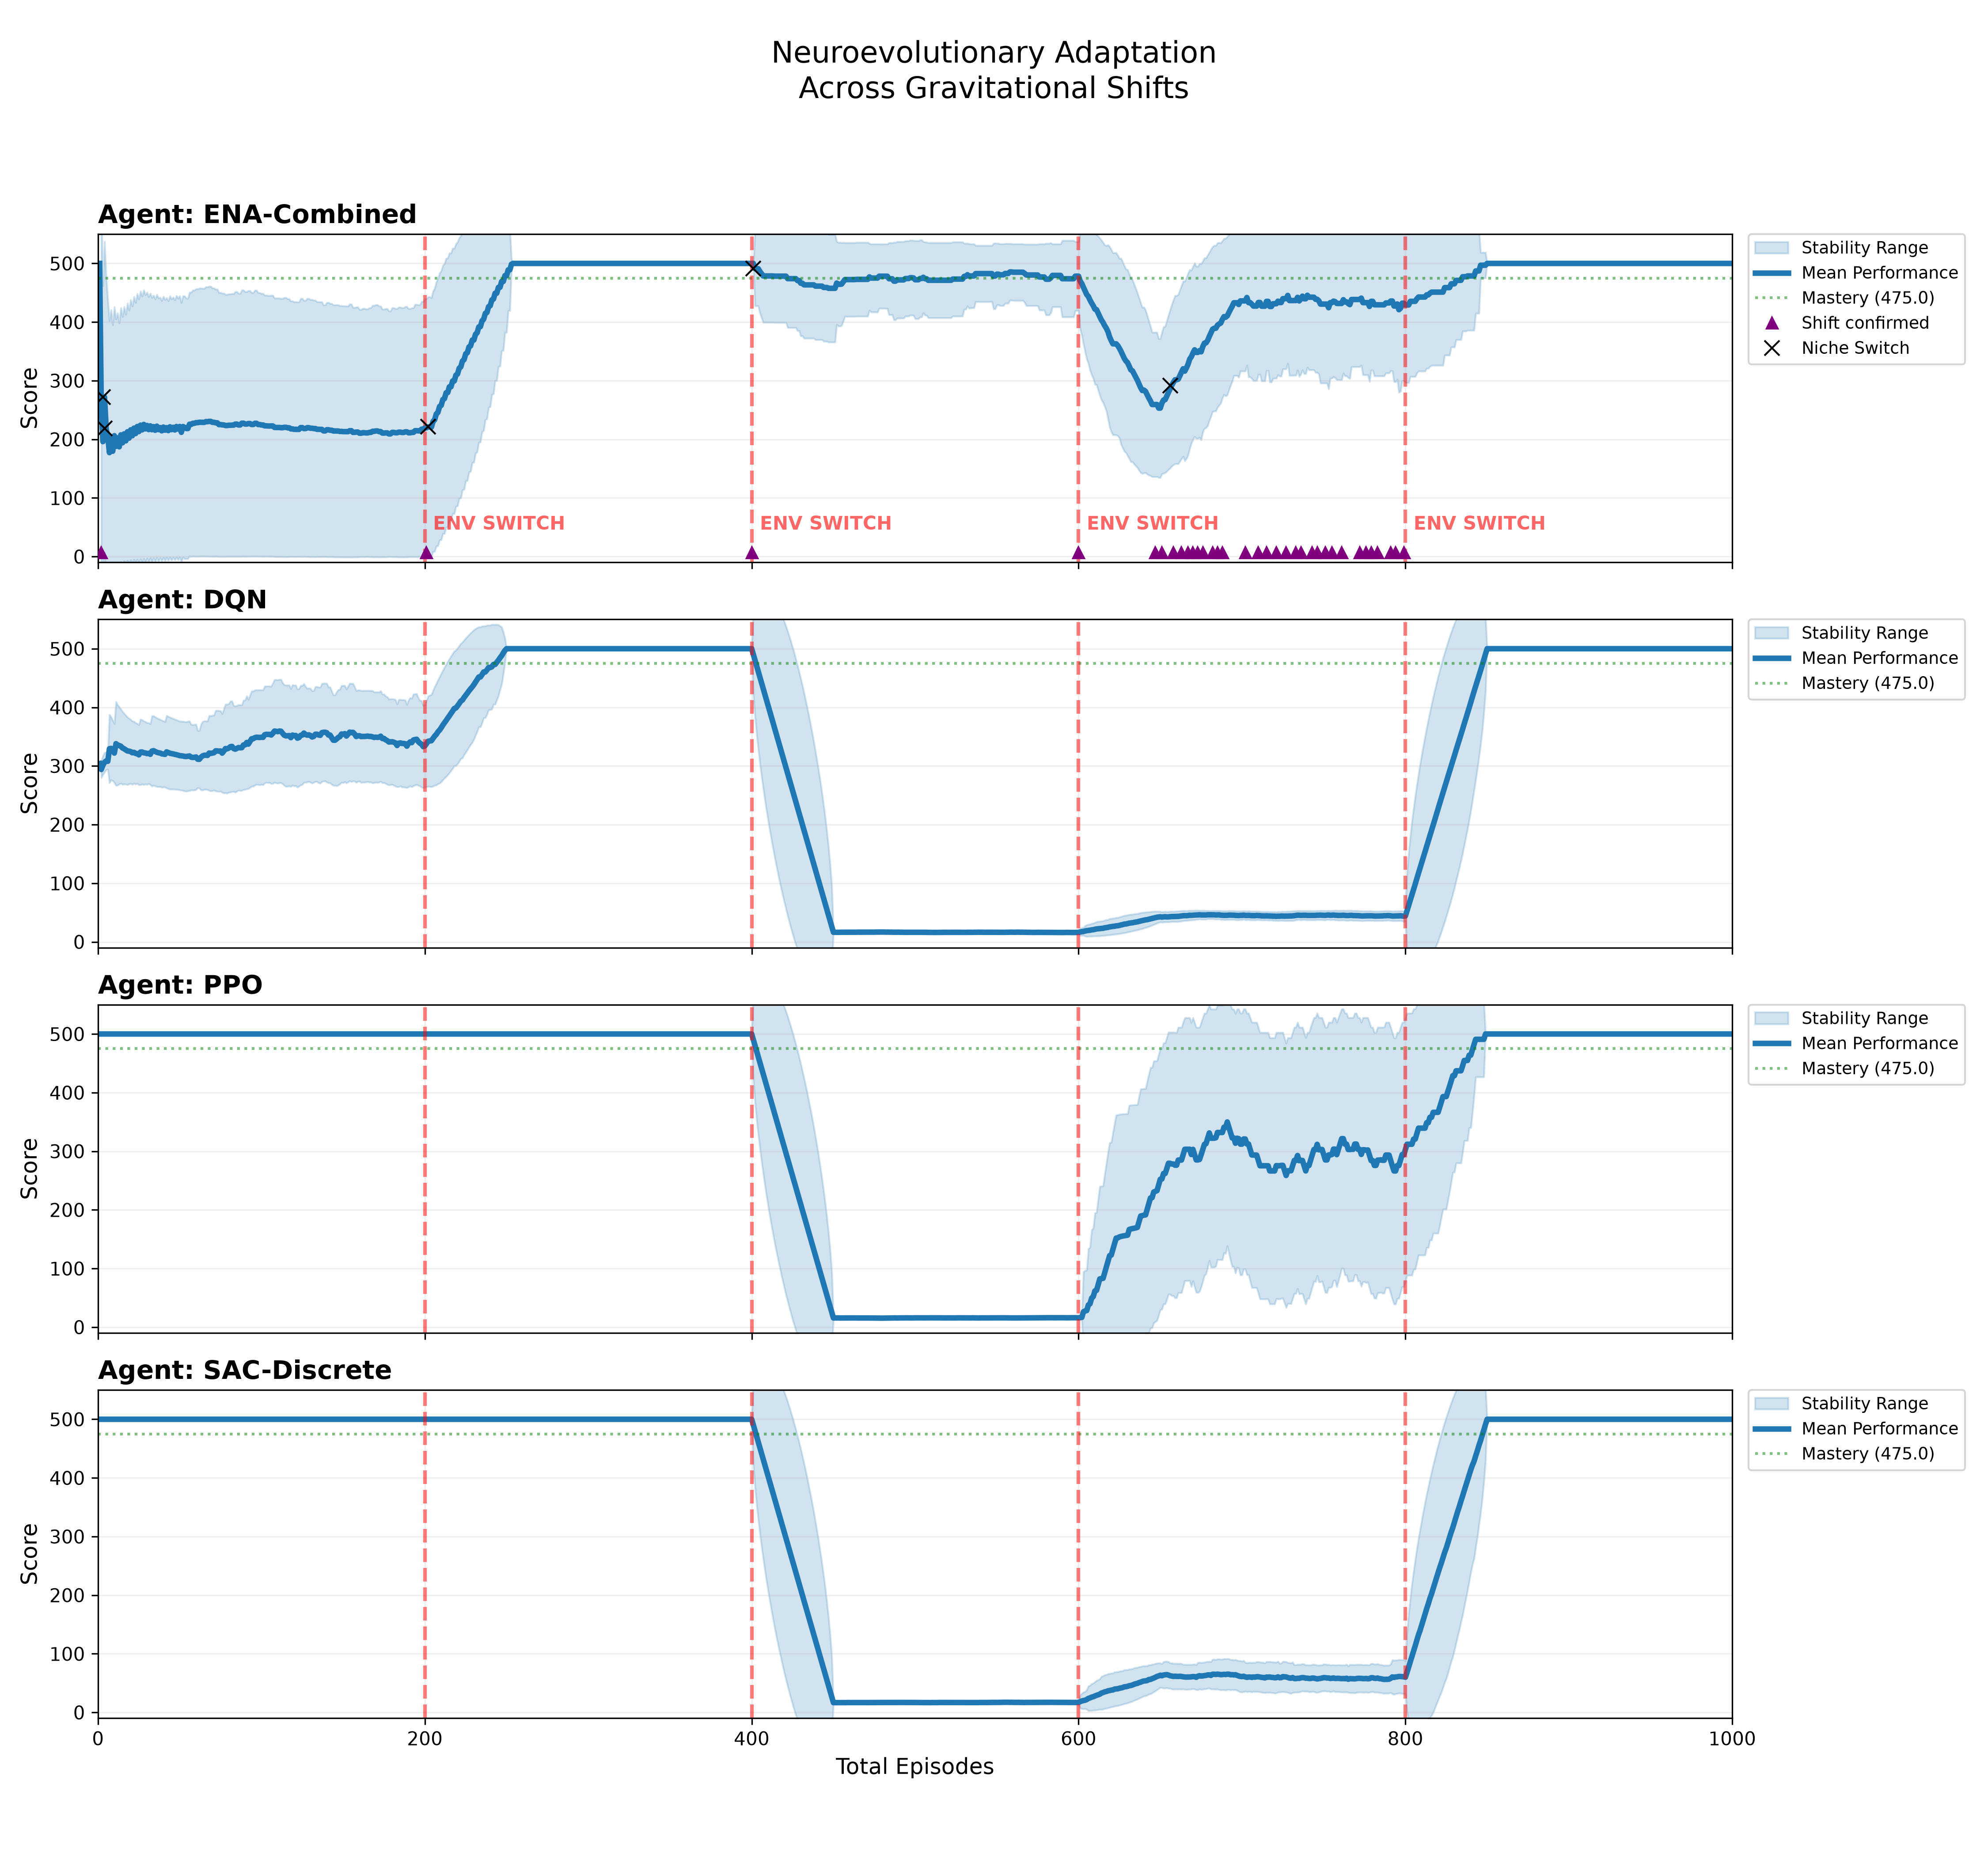 Neuroevolutionary Adaptation
Across Gravitational Shifts
Agent: ENA-Combined
Score
500
400
300
200
100
0
ENV SWITCH
ENV SWITCH
ENV SWITCH
ENV SWITCH
Stability Range
Mean Performance
Mastery (475.0)
Shift confirmed
Niche Switch
Agent: DQN
Score
500
400
300
200
100
0
Stability Range
Mean Performance
Mastery (475.0)
Agent: PPO
Score
500
400
300
200
100
0
Stability Range
Mean Performance
Mastery (475.0)
Agent: SAC-Discrete
Score
500
400
300
200
100
0
Stability Range
Mean Performance
Mastery (475.0)
0 200 400 600 800 1000
Total Episodes